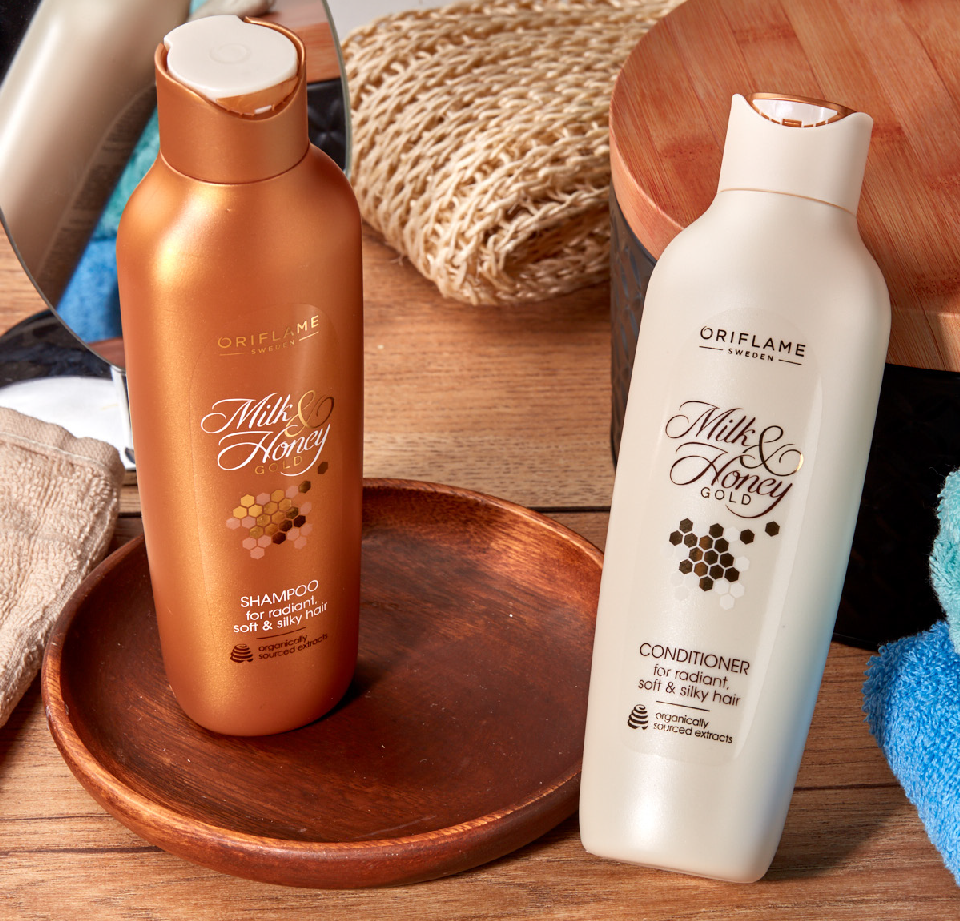 ORIFLAME
SWEDEN
Milk &
Honey
GOLD
SHAMPOO
for radiant,
soft & silky hair
organically
sourced extracts
ORIFLAME
SWEDEN
Milk &
Honey
GOLD
CONDITIONER
for radiant,
soft & silky hair
organically
sourced extracts